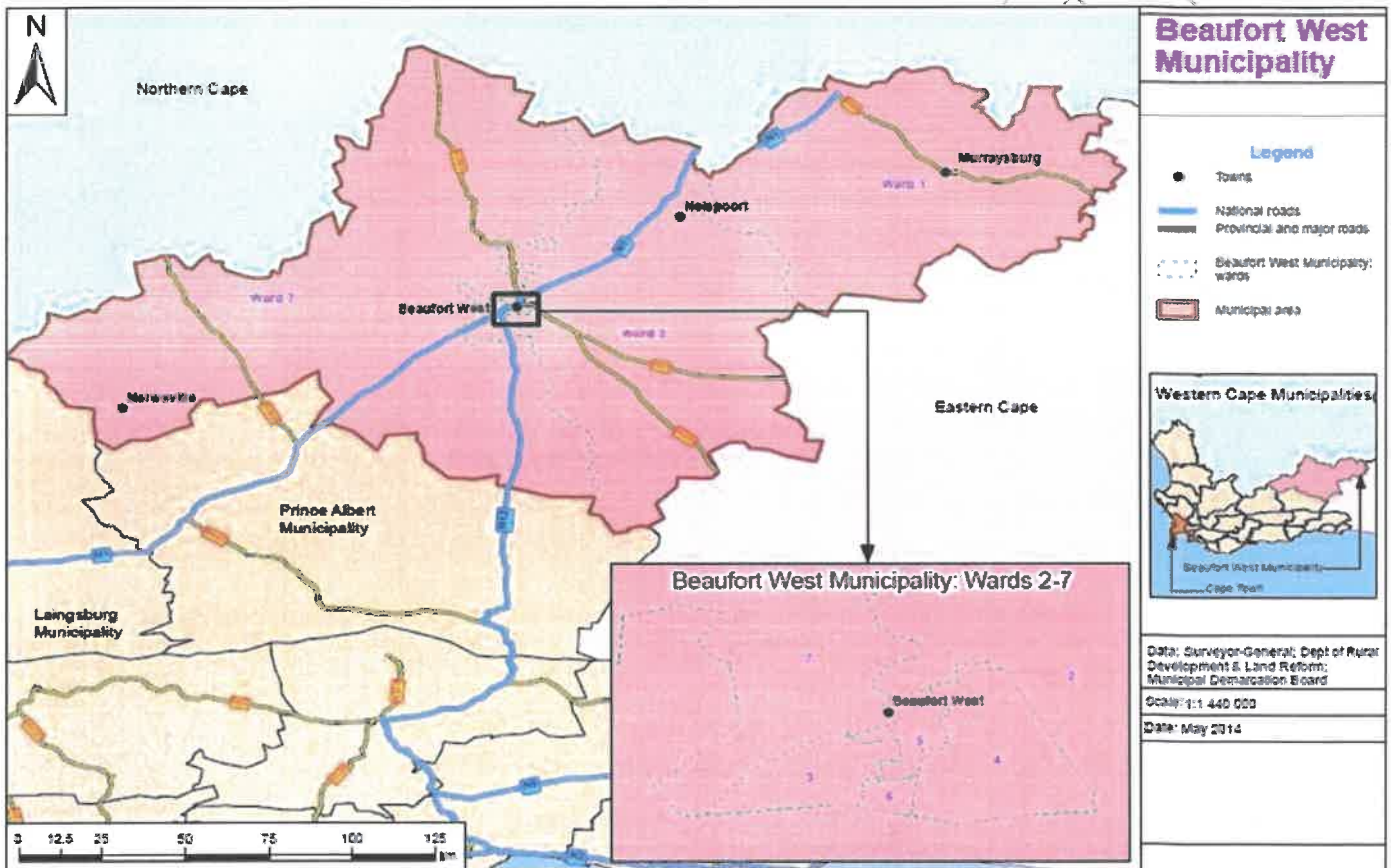 N
Northern Cape
Murraysburg
Ward 1
Nelspoort
Ward 7
Beaufort West
Ward 2
Merweville
Eastern Cape
Prince Albert
Municipality
N1
N12
Laingsburg
Municipality
0 12.5 25 50 75 100 125
km
Beaufort West Municipality: Wards 2-7
7
2
Beaufort West
5
4
3
6
Beaufort West
Municipality
Legend
Towns
National roads
Provincial and major roads
Beaufort West Municipality:
wards
Municipal area
Western Cape Municipalities
Beaufort West Municipality
Cape Town
Data: Surveyor-General; Dept of Rural
Development & Land Reform;
Municipal Demarcation Board
Scale: 1:1 440 000
Date: May 2014